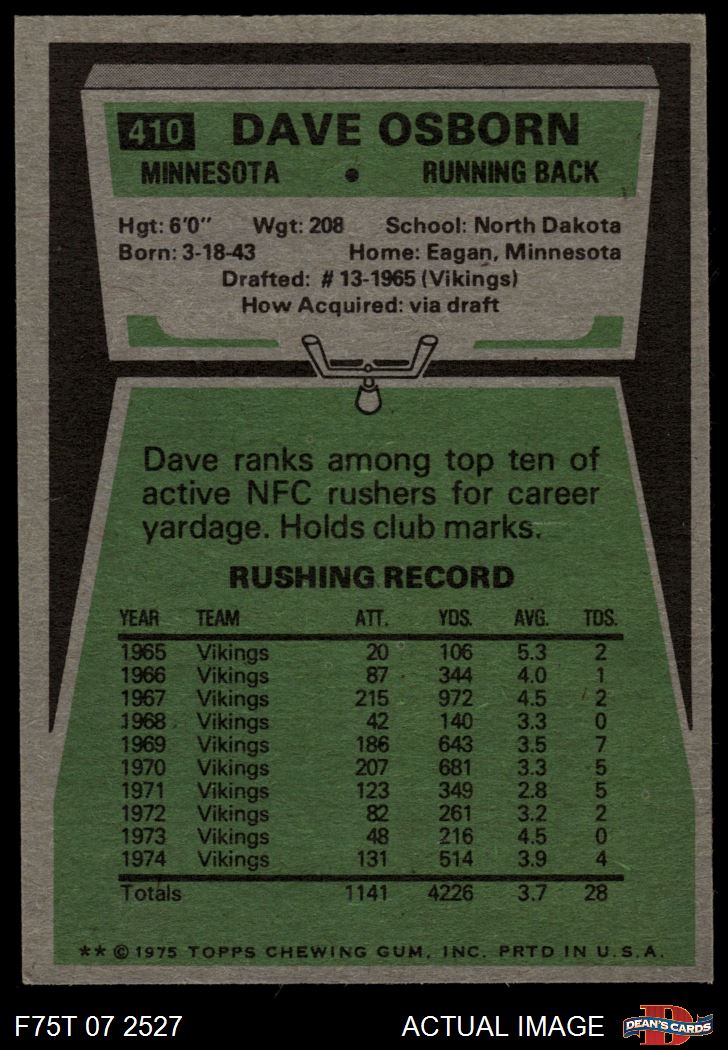 410 DAVE OSBORN
MINNESOTA • RUNNING BACK
Hgt: 6'0" Wgt: 208 School: North Dakota
Born: 3-18-43 Home: Eagan, Minnesota
Drafted: #13-1965 (Vikings)
How Acquired: via draft
Dave ranks among top ten of
active NFC rushers for career
yardage. Holds club marks.
RUSHING RECORD
YEAR TEAM ATT. YDS. AVG. TDS.
1965 Vikings 20 106 5.3 2
1966 Vikings 87 344 4.0 1
1967 Vikings 215 972 4.5 2
1968 Vikings 42 140 3.3 0
1969 Vikings 186 643 3.5 7
1970 Vikings 207 681 3.3 5
1971 Vikings 123 349 2.8 5
1972 Vikings 82 261 3.2 2
1973 Vikings 48 216 4.5 0
1974 Vikings 131 514 3.9 4
Totals 1141 4226 3.7 28
** © 1975 TOPPS CHEWING GUM, INC. PRTD IN U.S.A.
F75T 07 2527 ACTUAL IMAGE D DEAN'S CARDS